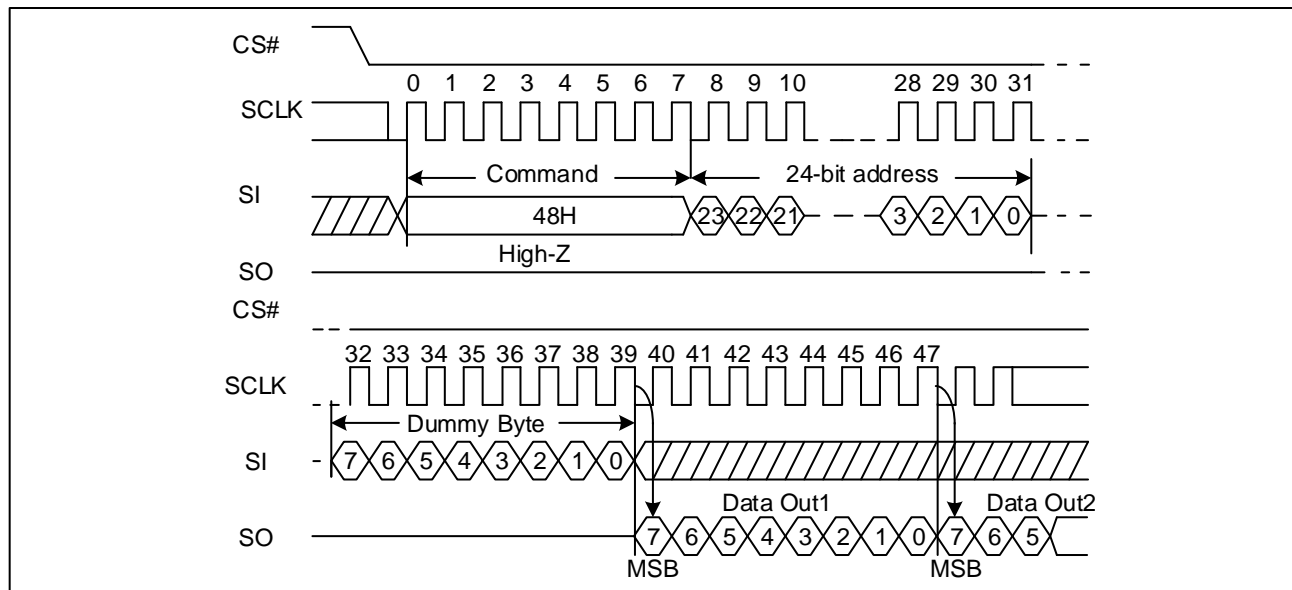 CS#
0 1 2 3 4 5 6 7 8 9 10 28 29 30 31
SCLK
Command 24-bit address
SI
48H 23 22 21 3 2 1 0
High-Z
SO
CS#
32 33 34 35 36 37 38 39 40 41 42 43 44 45 46 47
SCLK
Dummy Byte
SI 7 6 5 4 3 2 1 0
Data Out1 Data Out2
SO 7 6 5 4 3 2 1 0 7 6 5
MSB MSB